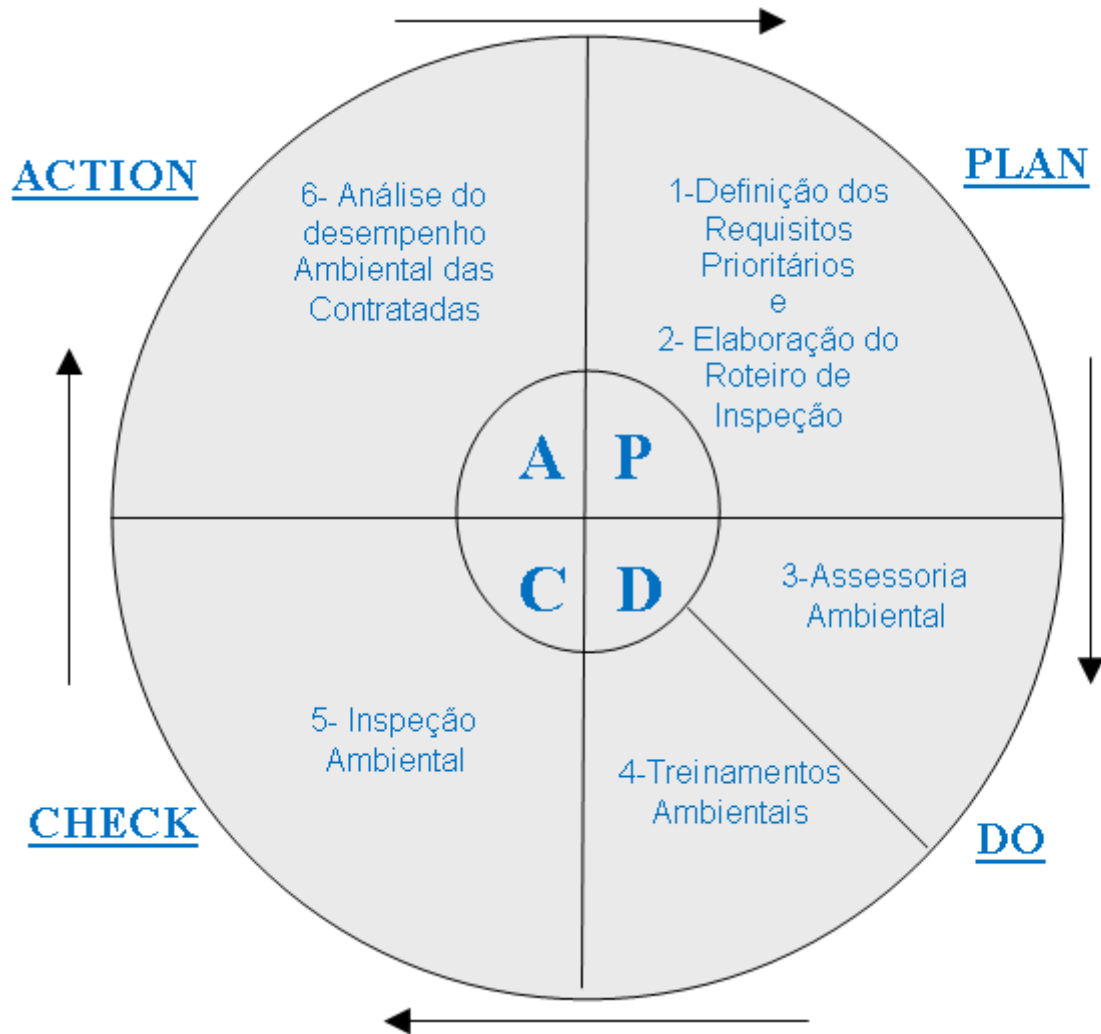 ACTION
PLAN
6- Análise do
desempenho
Ambiental das
Contratadas
1-Definição dos
Requisitos
Prioritários
e
2- Elaboração do
Roteiro de
Inspeção
A P
C D
3-Assessoria
Ambiental
5- Inspeção
Ambiental
4-Treinamentos
Ambientais
CHECK
DO